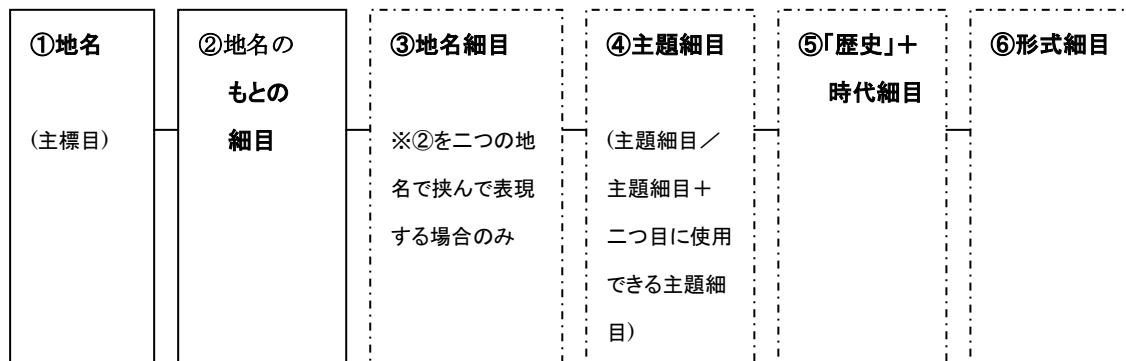 ①地名
(主標目)
②地名の
もとの
細目
③地名細目
※②を二つの地
名で挟んで表現
する場合のみ
④主題細目
(主題細目／
主題細目＋
二つ目に使用
できる主題細
目)
⑤「歴史」＋
時代細目
⑥形式細目